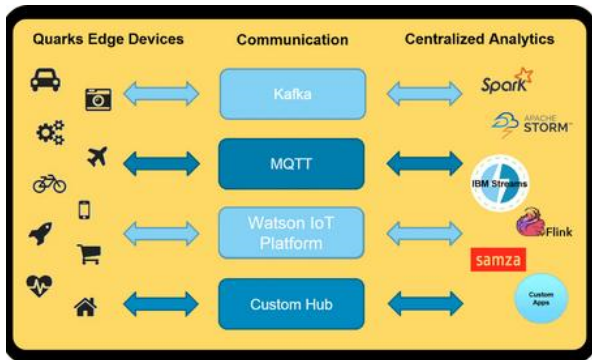 Quarks Edge Devices
Communication
Centralized Analytics
Kafka
Spark
APACHE
STORM
MQTT
IBM Streams
Watson IoT
Platform
Flink
samza
Custom Hub
Custom
Apps